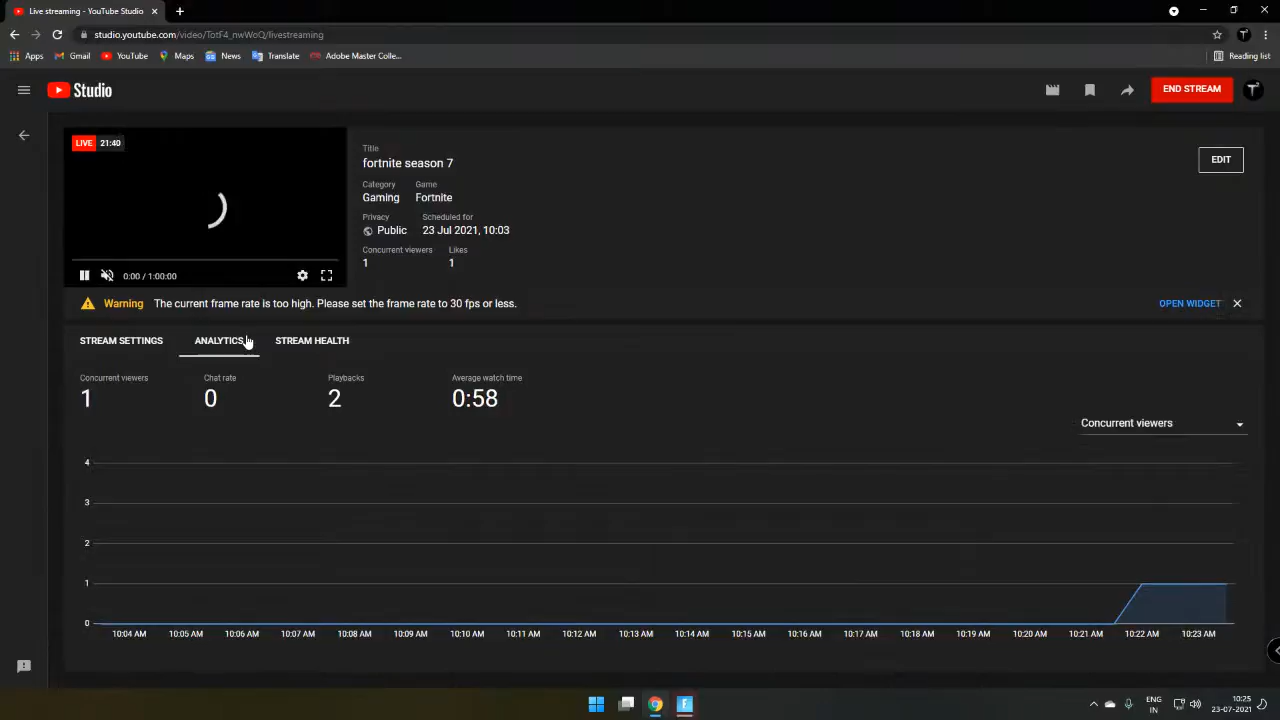 Live streaming - YouTube Studio
studio.youtube.com/video/TotF4_nwWoQ/livestreaming
Apps Gmail YouTube Maps News Translate Adobe Master Colle... Reading list
Studio
END STREAM
LIVE 21:40
Title
fortnite season 7
EDIT
Category Game
Gaming Fortnite
Privacy Scheduled for
Public 23 Jul 2021, 10:03
Concurrent viewers Likes
1 1
0:00 / 1:00:00
Warning The current frame rate is too high. Please set the frame rate to 30 fps or less. OPEN WIDGET
STREAM SETTINGS ANALYTICS STREAM HEALTH
Concurrent viewers Chat rate Playbacks Average watch time
1 0 2 0:58
Concurrent viewers
4
3
2
1
0
10:04 AM 10:05 AM 10:06 AM 10:07 AM 10:08 AM 10:09 AM 10:10 AM 10:11 AM 10:12 AM 10:13 AM 10:14 AM 10:15 AM 10:16 AM 10:17 AM 10:18 AM 10:19 AM 10:20 AM 10:21 AM 10:22 AM 10:23 AM
ENG 10:25
IN 23-07-2021